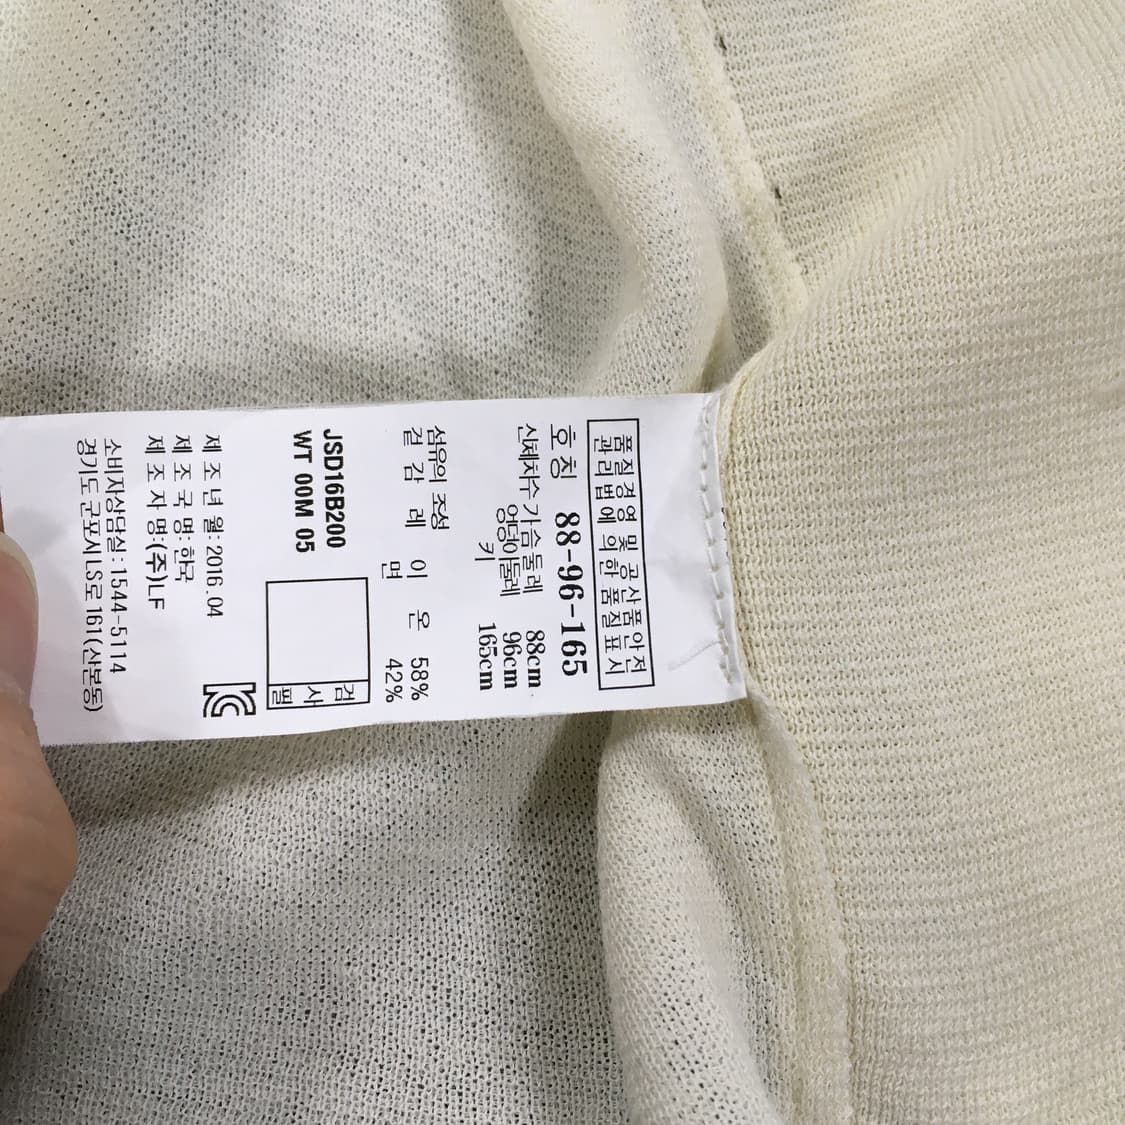 품질경영 및 공산품안전
관리법에 의한 품질표시
호칭 88-96-165
신체치수 가슴둘레 88cm
엉덩이둘레 96cm
키 165cm
섬유의 조성
겉감 레이온 58%
면 42%
JSD16B200
WT 00M 05
검사필
제조년월: 2016.04
제조국명: 한국
제조자명: (주)LF
소비자상담실: 1544-5114
경기도 군포시 LS로 161(산본동)